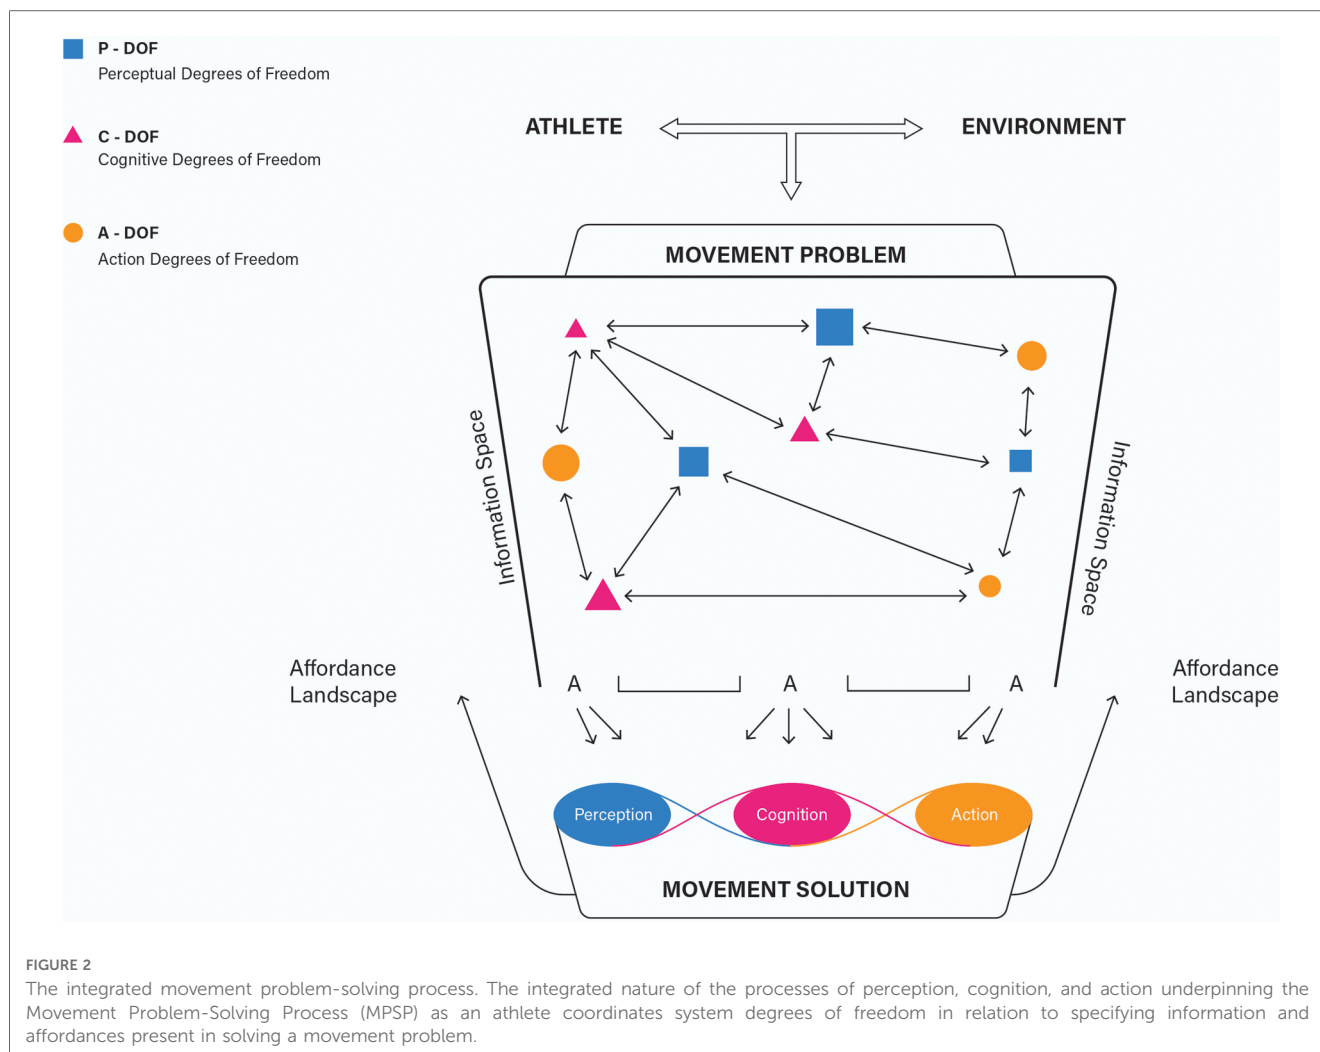 P - DOF
Perceptual Degrees of Freedom
C - DOF
Cognitive Degrees of Freedom
A - DOF
Action Degrees of Freedom
ATHLETE
ENVIRONMENT
MOVEMENT PROBLEM
Information Space
Information Space
Affordance
Landscape
Affordance
Landscape
A
A
A
Perception
Cognition
Action
MOVEMENT SOLUTION
FIGURE 2
The integrated movement problem-solving process. The integrated nature of the processes of perception, cognition, and action underpinning the
Movement Problem-Solving Process (MPSP) as an athlete coordinates system degrees of freedom in relation to specifying information and
affordances present in solving a movement problem.